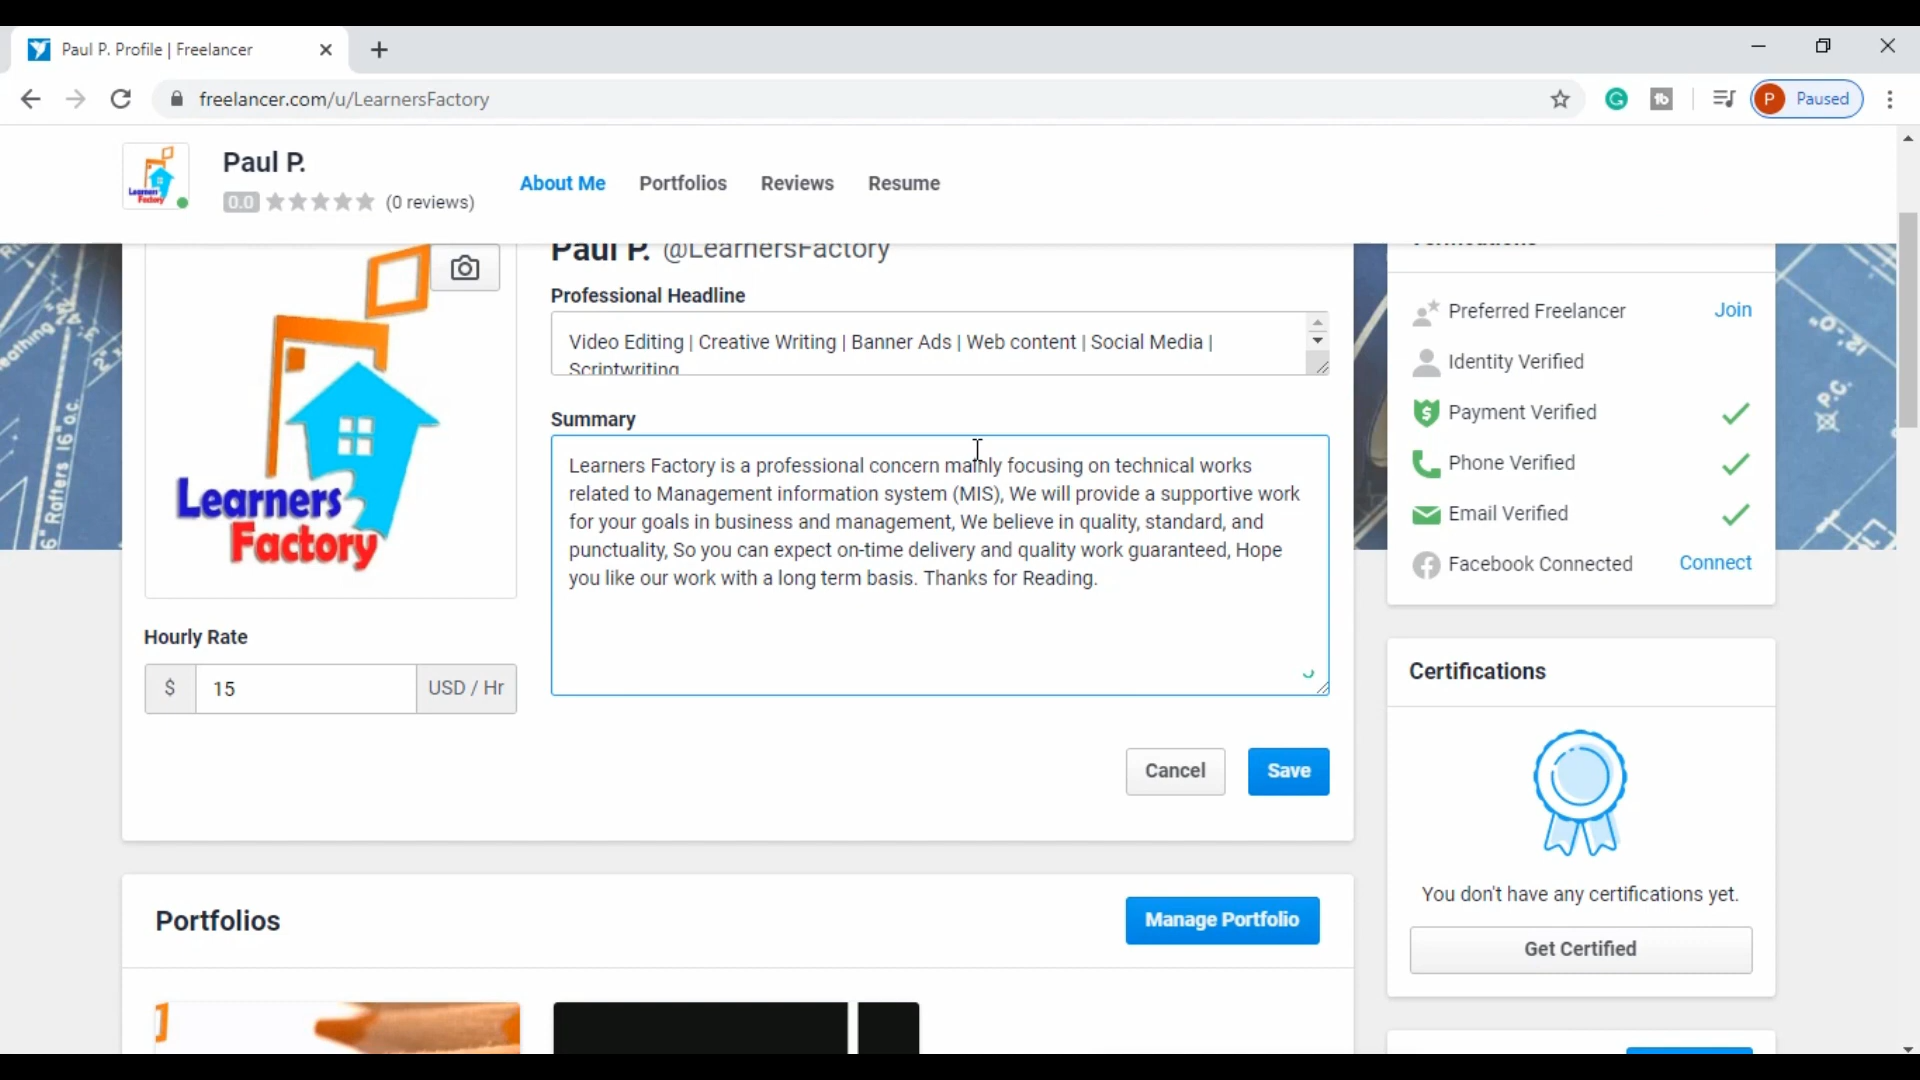 Paul P. Profile | Freelancer
freelancer.com/u/LearnersFactory
P Paused
Learners
Factory
Paul P.
0.0 (0 reviews)
About Me Portfolios Reviews Resume
Paul P. @LearnersFactory
Professional Headline
Video Editing | Creative Writing | Banner Ads | Web content | Social Media |
Scriptwriting
Summary
Learners Factory is a professional concern mainly focusing on technical works
related to Management information system (MIS), We will provide a supportive work
for your goals in business and management, We believe in quality, standard, and
punctuality, So you can expect on-time delivery and quality work guaranteed, Hope
you like our work with a long term basis. Thanks for Reading.
Learners
Factory
Hourly Rate
$ 15 USD / Hr
Cancel Save
Portfolios
Manage Portfolio
Verifications
Preferred Freelancer Join
Identity Verified
Payment Verified
Phone Verified
Email Verified
Facebook Connected Connect
Certifications
You don't have any certifications yet.
Get Certified
6" Rafters 16" o.c.
P.C.